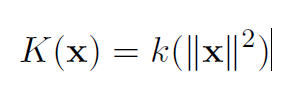 K(𝐱) = k(‖𝐱‖²)